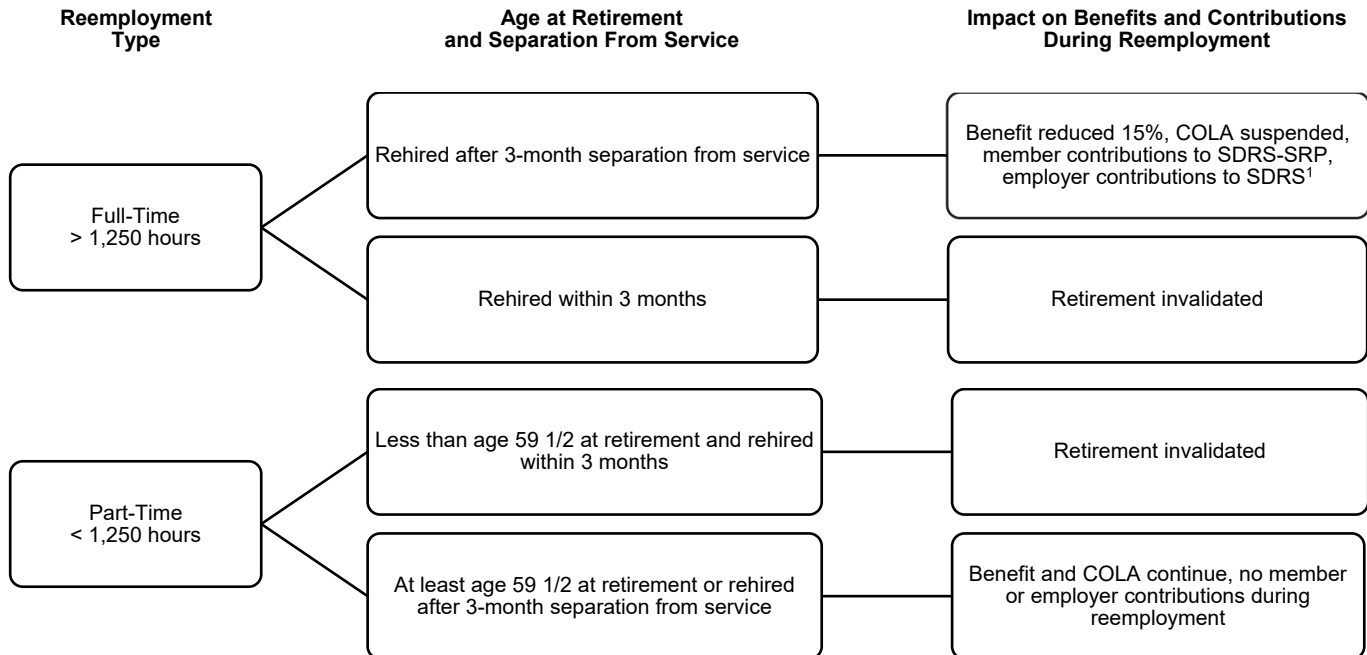 Reemployment
Type
Age at Retirement
and Separation From Service
Impact on Benefits and Contributions
During Reemployment
Full-Time
> 1,250 hours
Rehired after 3-month separation from service
Benefit reduced 15%, COLA suspended,
member contributions to SDRS-SRP,
employer contributions to SDRS¹
Rehired within 3 months
Retirement invalidated
Part-Time
< 1,250 hours
Less than age 59 1/2 at retirement and rehired
within 3 months
Retirement invalidated
At least age 59 1/2 at retirement or rehired
after 3-month separation from service
Benefit and COLA continue, no member
or employer contributions during
reemployment